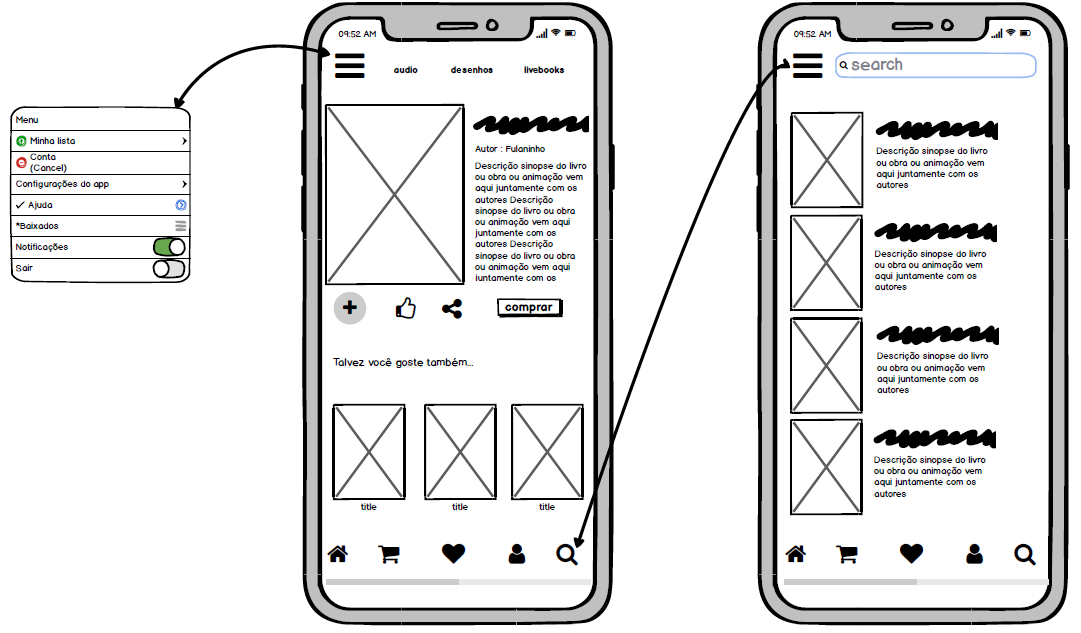 Menu
Minha lista
Conta
(Cancel)
Configurações do app
Ajuda
*Baixados
Notificações
Sair
09:52 AM
audio desenhos livebooks
Autor : Fulaninho
Descrição sinopse do livro
ou obra ou animação vem
aqui juntamente com os
autores Descrição
sinopse do livro ou obra
ou animação vem aqui
juntamente com os
autores Descrição
sinopse do livro ou obra
ou animação vem aqui
juntamente com os
comprar
Talvez você goste também...
title title title
09:52 AM
search
Descrição sinopse do livro
ou obra ou animação vem
aqui juntamente com os
autores
Descrição sinopse do livro
ou obra ou animação vem
aqui juntamente com os
autores
Descrição sinopse do livro
ou obra ou animação vem
aqui juntamente com os
autores
Descrição sinopse do livro
ou obra ou animação vem
aqui juntamente com os
autores